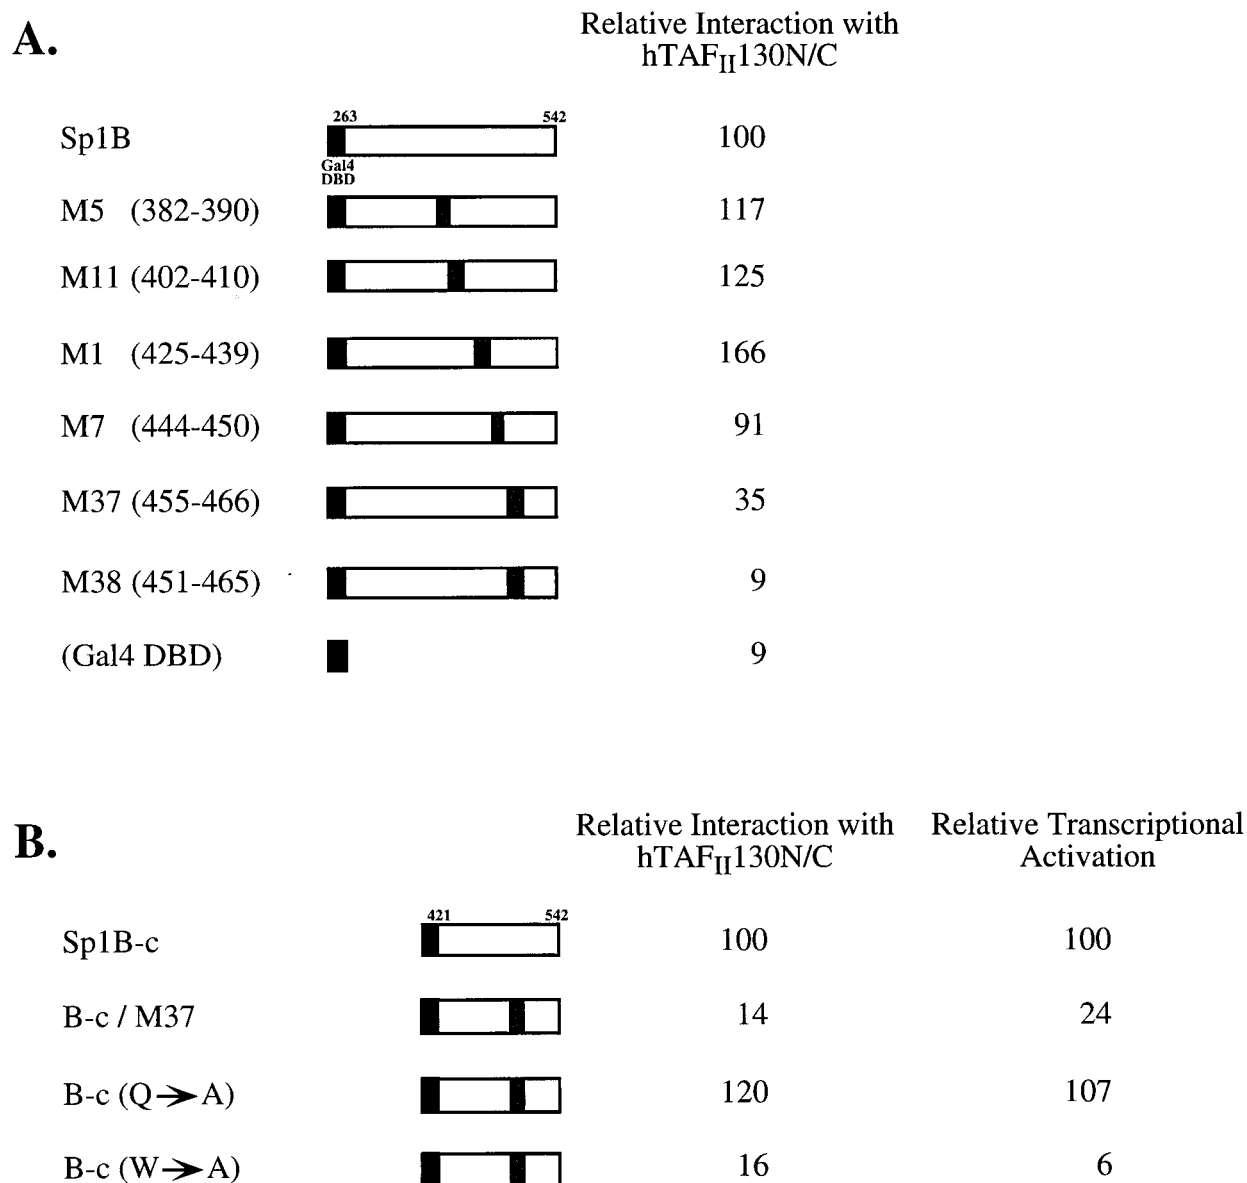 A.
Relative Interaction with
hTAFII130N/C
Sp1B 263 542 100
Gal4
DBD
M5 (382-390) 117
M11 (402-410) 125
M1 (425-439) 166
M7 (444-450) 91
M37 (455-466) 35
M38 (451-465) 9
(Gal4 DBD) 9
B.
Relative Interaction with
hTAFII130N/C
Relative Transcriptional
Activation
Sp1B-c 421 542 100 100
B-c / M37 14 24
B-c (Q→A) 120 107
B-c (W→A) 16 6